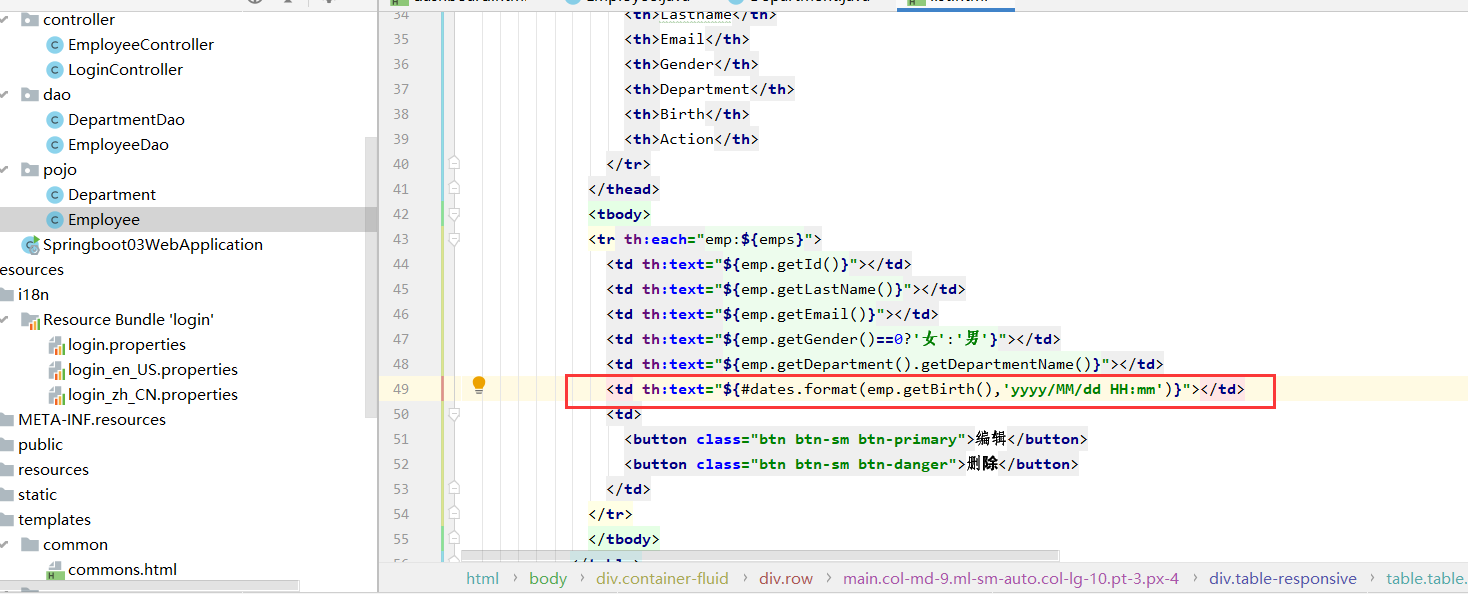 controller
EmployeeController
LoginController
dao
DepartmentDao
EmployeeDao
pojo
Department
Employee
Springboot03WebApplication
esources
i18n
Resource Bundle 'login'
login.properties
login_en_US.properties
login_zh_CN.properties
META-INF.resources
public
resources
static
templates
common
commons.html
34 <th>Lastname</th>
35 <th>Email</th>
36 <th>Gender</th>
37 <th>Department</th>
38 <th>Birth</th>
39 <th>Action</th>
40 </tr>
41 </thead>
42 <tbody>
43 <tr th:each="emp:${emps}">
44 <td th:text="${emp.getId()}"></td>
45 <td th:text="${emp.getLastName()}"></td>
46 <td th:text="${emp.getEmail()}"></td>
47 <td th:text="${emp.getGender()==0?'女':'男'}"></td>
48 <td th:text="${emp.getDepartment().getDepartmentName()}"></td>
49 <td th:text="${#dates.format(emp.getBirth(),'yyyy/MM/dd HH:mm')}"></td>
50 <td>
51 <button class="btn btn-sm btn-primary">编辑</button>
52 <button class="btn btn-sm btn-danger">删除</button>
53 </td>
54 </tr>
55 </tbody>
html › body › div.container-fluid › div.row › main.col-md-9.ml-sm-auto.col-lg-10.pt-3.px-4 › div.table-responsive › table.table.